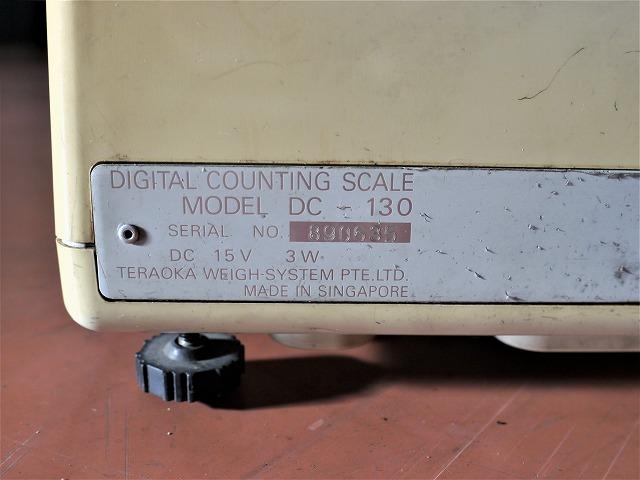 DIGITAL COUNTING SCALE
MODEL DC - 130
SERIAL NO. 890635
DC 15V 3W
TERAOKA WEIGH-SYSTEM PTE.LTD.
MADE IN SINGAPORE